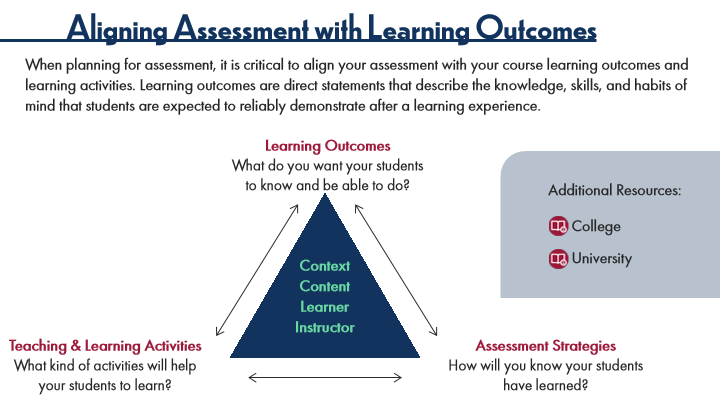 Aligning Assessment with Learning Outcomes
When planning for assessment, it is critical to align your assessment with your course learning outcomes and
learning activities. Learning outcomes are direct statements that describe the knowledge, skills, and habits of
mind that students are expected to reliably demonstrate after a learning experience.
Learning Outcomes
What do you want your students
to know and be able to do?
Additional Resources:
College
University
Context
Content
Learner
Instructor
Teaching & Learning Activities
What kind of activities will help
your students to learn?
Assessment Strategies
How will you know your students
have learned?